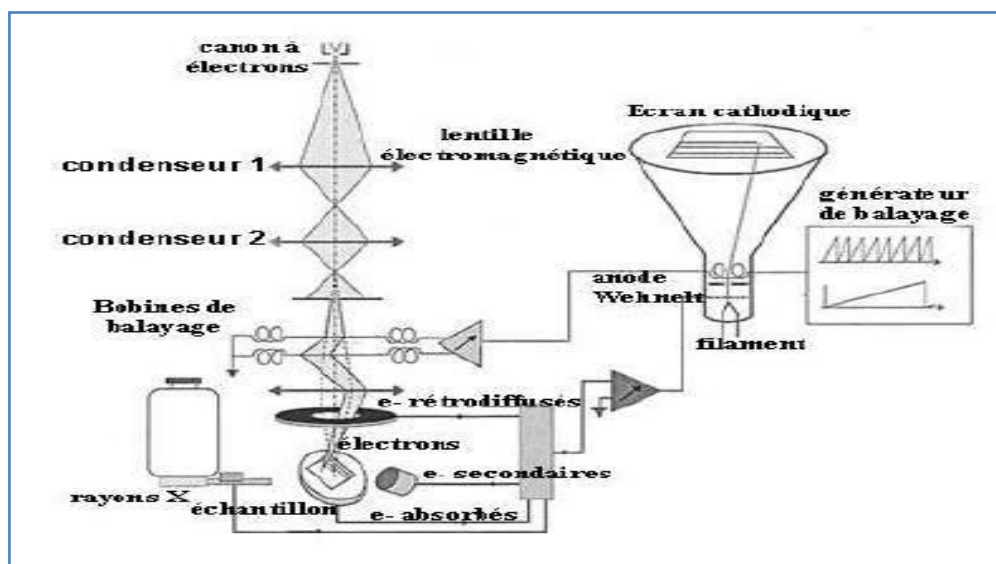 canon à
électrons
Ecran cathodique
lentille
électromagnétique
condenseur 1
générateur
de balayage
condenseur 2
anode
Wehnelt
Bobines de
balayage
filament
e- rétrodiffusés
électrons
e- secondaires
rayons X
échantillon
e- absorbés